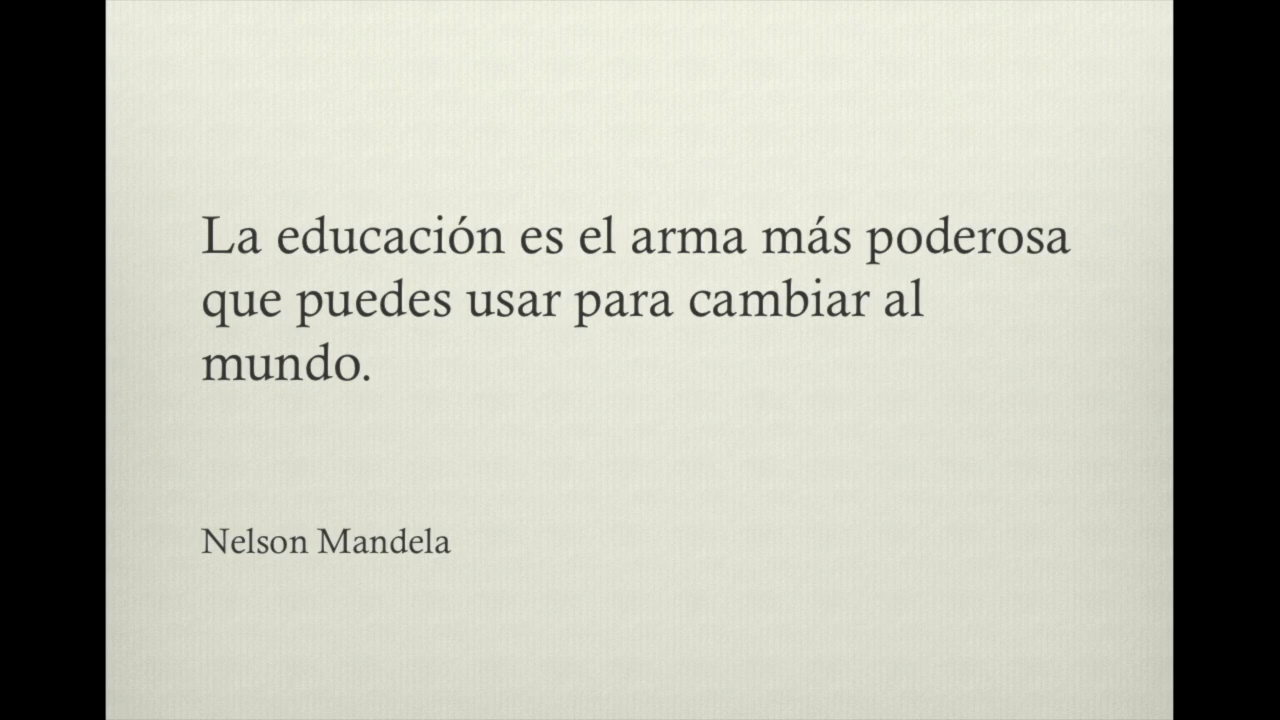 La educación es el arma más poderosa
que puedes usar para cambiar al
mundo.
Nelson Mandela